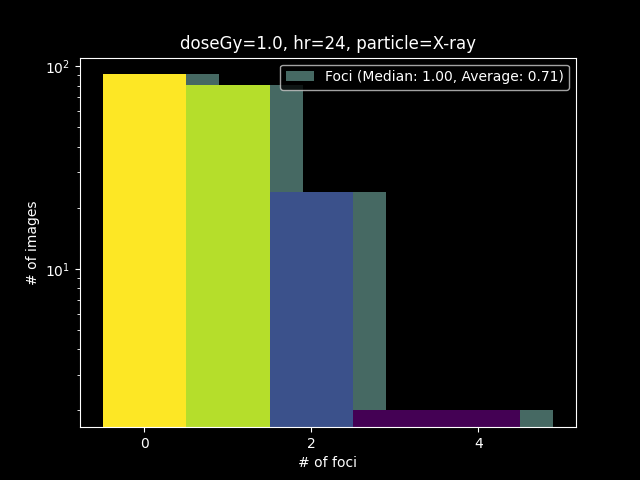 doseGy=1.0, hr=24, particle=X-ray
Foci (Median: 1.00, Average: 0.71)
10²
10¹
# of images
0 2 4
# of foci